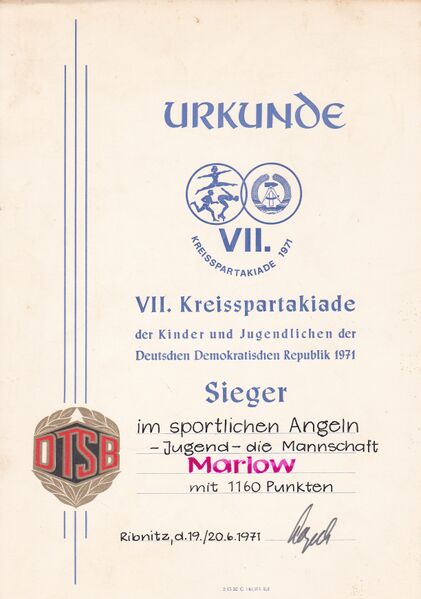 URKUNDE
VII.
KREISSPARTAKIADE 1971
VII. Kreisspartakiade
der Kinder und Jugendlichen der
Deutschen Demokratischen Republik 1971
Sieger
im sportlichen Angeln
-Jugend- die Mannschaft
Marlow
mit 1160 Punkten
DTSB
Ribnitz, d. 19./20.6.1971